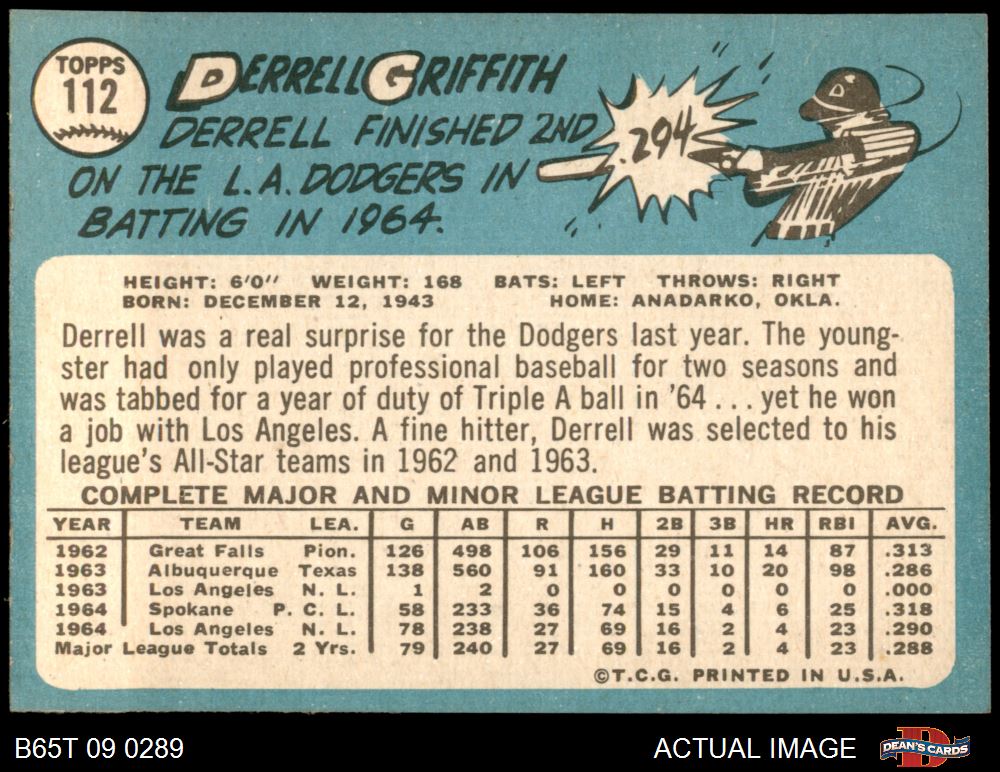 TOPPS
112
DERRELL GRIFFITH
DERRELL FINISHED 2ND
ON THE L.A. DODGERS IN
BATTING IN 1964.
.294
D
HEIGHT: 6'0" WEIGHT: 168 BATS: LEFT THROWS: RIGHT
BORN: DECEMBER 12, 1943 HOME: ANADARKO, OKLA.
Derrell was a real surprise for the Dodgers last year. The young-
ster had only played professional baseball for two seasons and
was tabbed for a year of duty of Triple A ball in '64 ... yet he won
a job with Los Angeles. A fine hitter, Derrell was selected to his
league's All-Star teams in 1962 and 1963.
COMPLETE MAJOR AND MINOR LEAGUE BATTING RECORD
YEAR TEAM LEA. G AB R H 2B 3B HR RBI AVG.
1962 Great Falls Pion. 126 498 106 156 29 11 14 87 .313
1963 Albuquerque Texas 138 560 91 160 33 10 20 98 .286
1963 Los Angeles N. L. 1 2 0 0 0 0 0 0 .000
1964 Spokane P. C. L. 58 233 36 74 15 4 6 25 .318
1964 Los Angeles N. L. 78 238 27 69 16 2 4 23 .290
Major League Totals 2 Yrs. 79 240 27 69 16 2 4 23 .288
©T.C.G. PRINTED IN U.S.A.
B65T 09 0289 ACTUAL IMAGE D DEAN'S CARDS